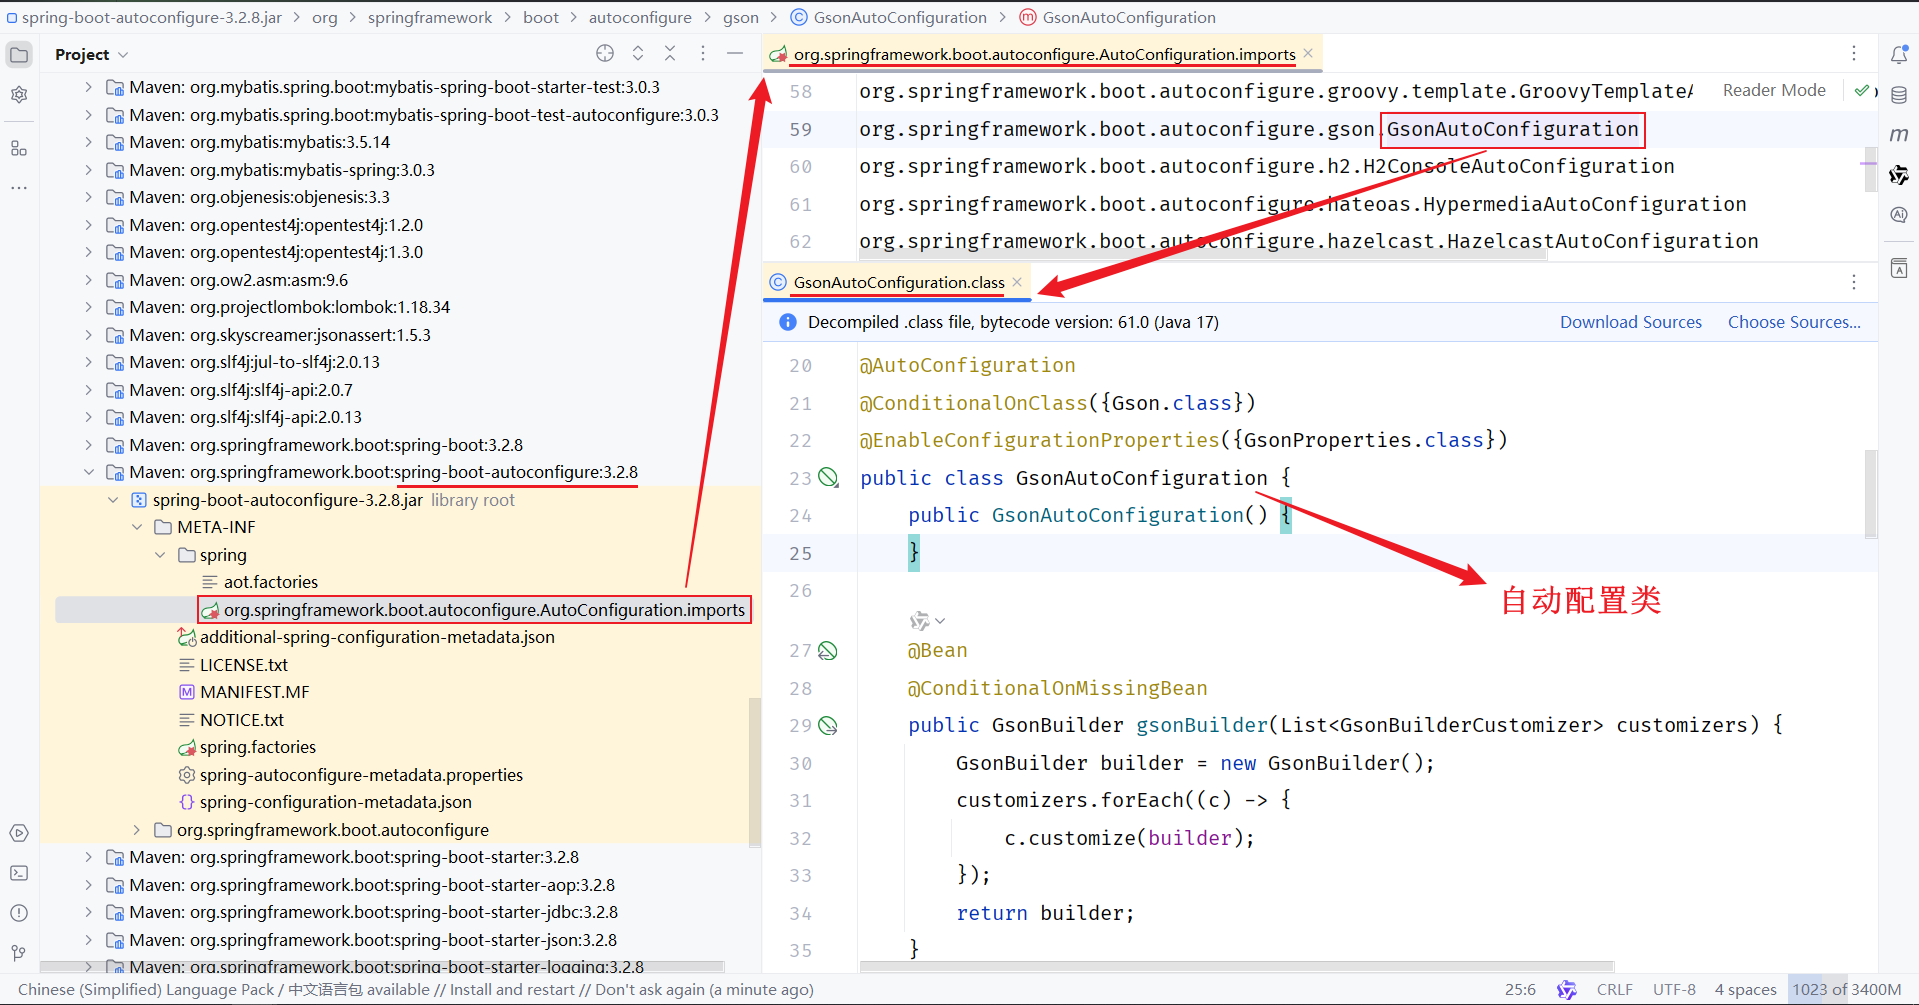 spring-boot-autoconfigure-3.2.8.jar > org > springframework > boot > autoconfigure > gson > GsonAutoConfiguration > GsonAutoConfiguration
Project
Maven: org.mybatis.spring.boot:mybatis-spring-boot-starter-test:3.0.3
Maven: org.mybatis.spring.boot:mybatis-spring-boot-test-autoconfigure:3.0.3
Maven: org.mybatis:mybatis:3.5.14
Maven: org.mybatis:mybatis-spring:3.0.3
Maven: org.objenesis:objenesis:3.3
Maven: org.opentest4j:opentest4j:1.2.0
Maven: org.opentest4j:opentest4j:1.3.0
Maven: org.ow2.asm:asm:9.6
Maven: org.projectlombok:lombok:1.18.34
Maven: org.skyscreamer:jsonassert:1.5.3
Maven: org.slf4j:jul-to-slf4j:2.0.13
Maven: org.slf4j:slf4j-api:2.0.7
Maven: org.slf4j:slf4j-api:2.0.13
Maven: org.springframework.boot:spring-boot:3.2.8
Maven: org.springframework.boot:spring-boot-autoconfigure:3.2.8
spring-boot-autoconfigure-3.2.8.jar library root
META-INF
spring
aot.factories
org.springframework.boot.autoconfigure.AutoConfiguration.imports
additional-spring-configuration-metadata.json
LICENSE.txt
MANIFEST.MF
NOTICE.txt
spring.factories
spring-autoconfigure-metadata.properties
spring-configuration-metadata.json
org.springframework.boot.autoconfigure
Maven: org.springframework.boot:spring-boot-starter:3.2.8
Maven: org.springframework.boot:spring-boot-starter-aop:3.2.8
Maven: org.springframework.boot:spring-boot-starter-jdbc:3.2.8
Maven: org.springframework.boot:spring-boot-starter-json:3.2.8
Maven: org.springframework.boot:spring-boot-starter-logging:3.2.8
org.springframework.boot.autoconfigure.AutoConfiguration.imports
58 org.springframework.boot.autoconfigure.groovy.template.GroovyTemplateA
Reader Mode
59 org.springframework.boot.autoconfigure.gson.GsonAutoConfiguration
60 org.springframework.boot.autoconfigure.h2.H2ConsoleAutoConfiguration
61 org.springframework.boot.autoconfigure.hateoas.HypermediaAutoConfiguration
62 org.springframework.boot.autoconfigure.hazelcast.HazelcastAutoConfiguration
GsonAutoConfiguration.class
Decompiled .class file, bytecode version: 61.0 (Java 17) Download Sources Choose Sources...
20 @AutoConfiguration
21 @ConditionalOnClass({Gson.class})
22 @EnableConfigurationProperties({GsonProperties.class})
23 public class GsonAutoConfiguration {
24 public GsonAutoConfiguration() {
25 }
26
自动配置类
27 @Bean
28 @ConditionalOnMissingBean
29 public GsonBuilder gsonBuilder(List<GsonBuilderCustomizer> customizers) {
30 GsonBuilder builder = new GsonBuilder();
31 customizers.forEach((c) -> {
32 c.customize(builder);
33 });
34 return builder;
35 }
Chinese (Simplified) Language Pack / 中文语言包 available // Install and restart // Don't ask again (a minute ago)
25:6 CRLF UTF-8 4 spaces 1023 of 3400M